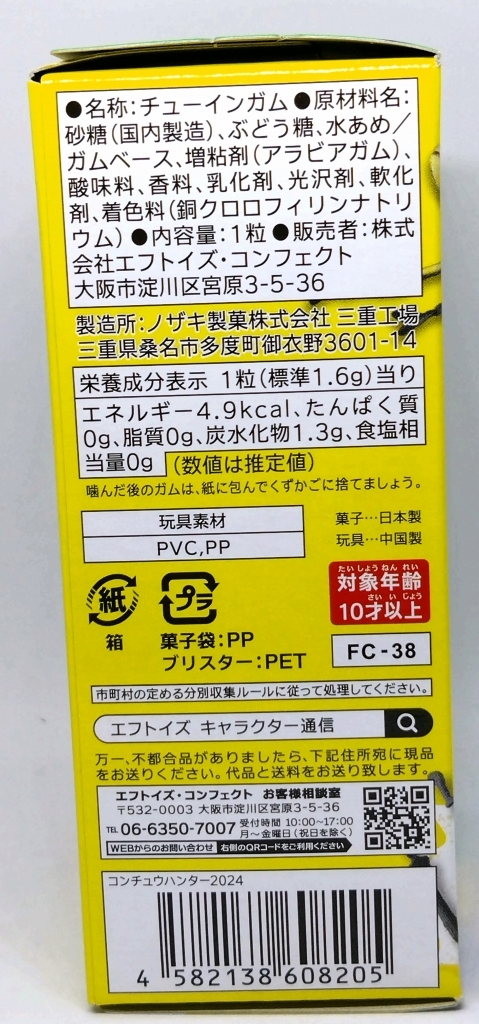 ●名称：チューインガム●原材料名：
砂糖（国内製造）、ぶどう糖、水あめ／
ガムベース、増粘剤（アラビアガム）、
酸味料、香料、乳化剤、光沢剤、軟化
剤、着色料（銅クロロフィリンナトリ
ウム）●内容量：1粒●販売者：株式
会社エフトイズ・コンフェクト
大阪市淀川区宮原3-5-36
製造所：ノザキ製菓株式会社 三重工場
三重県桑名市多度町御衣野3601-14
栄養成分表示 1粒（標準1.6g）当り
エネルギー4.9kcal、たんぱく質
0g、脂質0g、炭水化物1.3g、食塩相
当量0g （数値は推定値）
噛んだ後のガムは、紙に包んでくずかごに捨てましょう。
玩具素材
PVC,PP
菓子…日本製
玩具…中国製
紙
箱
プラ
菓子袋：PP
ブリスター：PET
たいしょうねんれい
対象年齢
さいいじょう
10才以上
FC-38
市町村の定める分別収集ルールに従って処理してください。
エフトイズ キャラクター通信
万一、不都合品がありましたら、下記住所宛に現品
をお送りください。代品と送料をお送り致します。
エフトイズ・コンフェクト お客様相談室
〒532-0003 大阪市淀川区宮原3-5-36
TEL 06-6350-7007 受付時間 10:00～17:00
月～金曜日（祝日を除く）
WEBからのお問い合わせ 右側のQRコードをご利用ください
コンチュウハンター2024
4 582138 608205